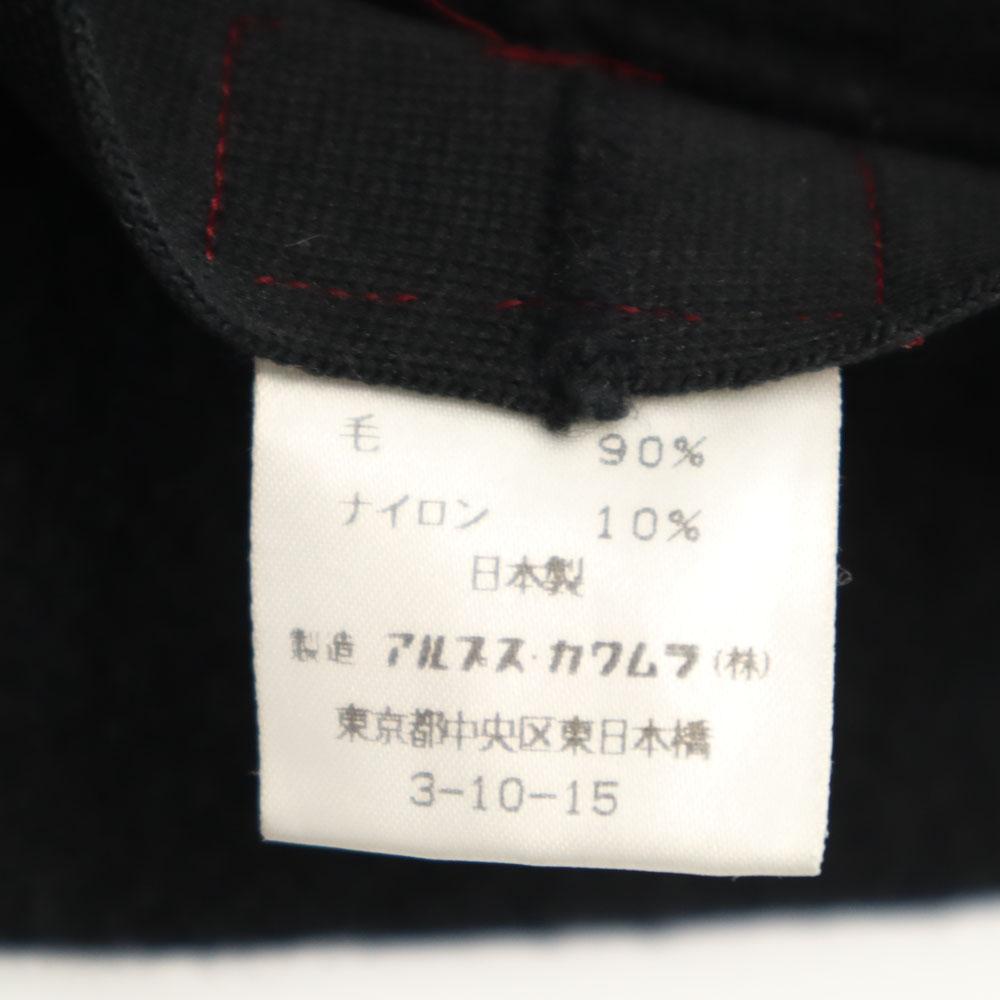 毛 90%
ナイロン 10%
日本製
製造 アルプス・カワムラ(株)
東京都中央区東日本橋
3-10-15